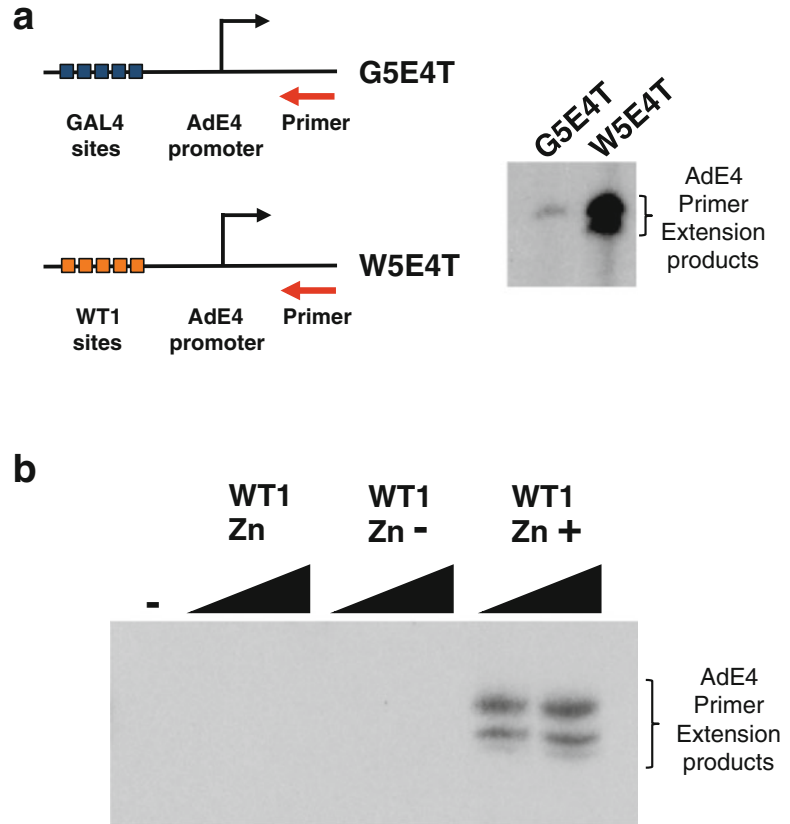 a
G5E4T
GAL4 sites
AdE4 promoter
Primer
W5E4T
WT1 sites
AdE4 promoter
Primer
G5E4T
W5E4T
AdE4
Primer
Extension
products
b
WT1
Zn
WT1
Zn -
WT1
Zn +
-
AdE4
Primer
Extension
products